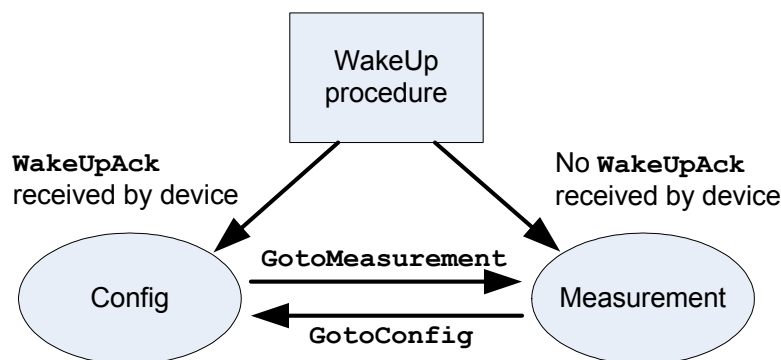 WakeUp
procedure
WakeUpAck
received by device
No WakeUpAck
received by device
GotoMeasurement
Config
Measurement
GotoConfig